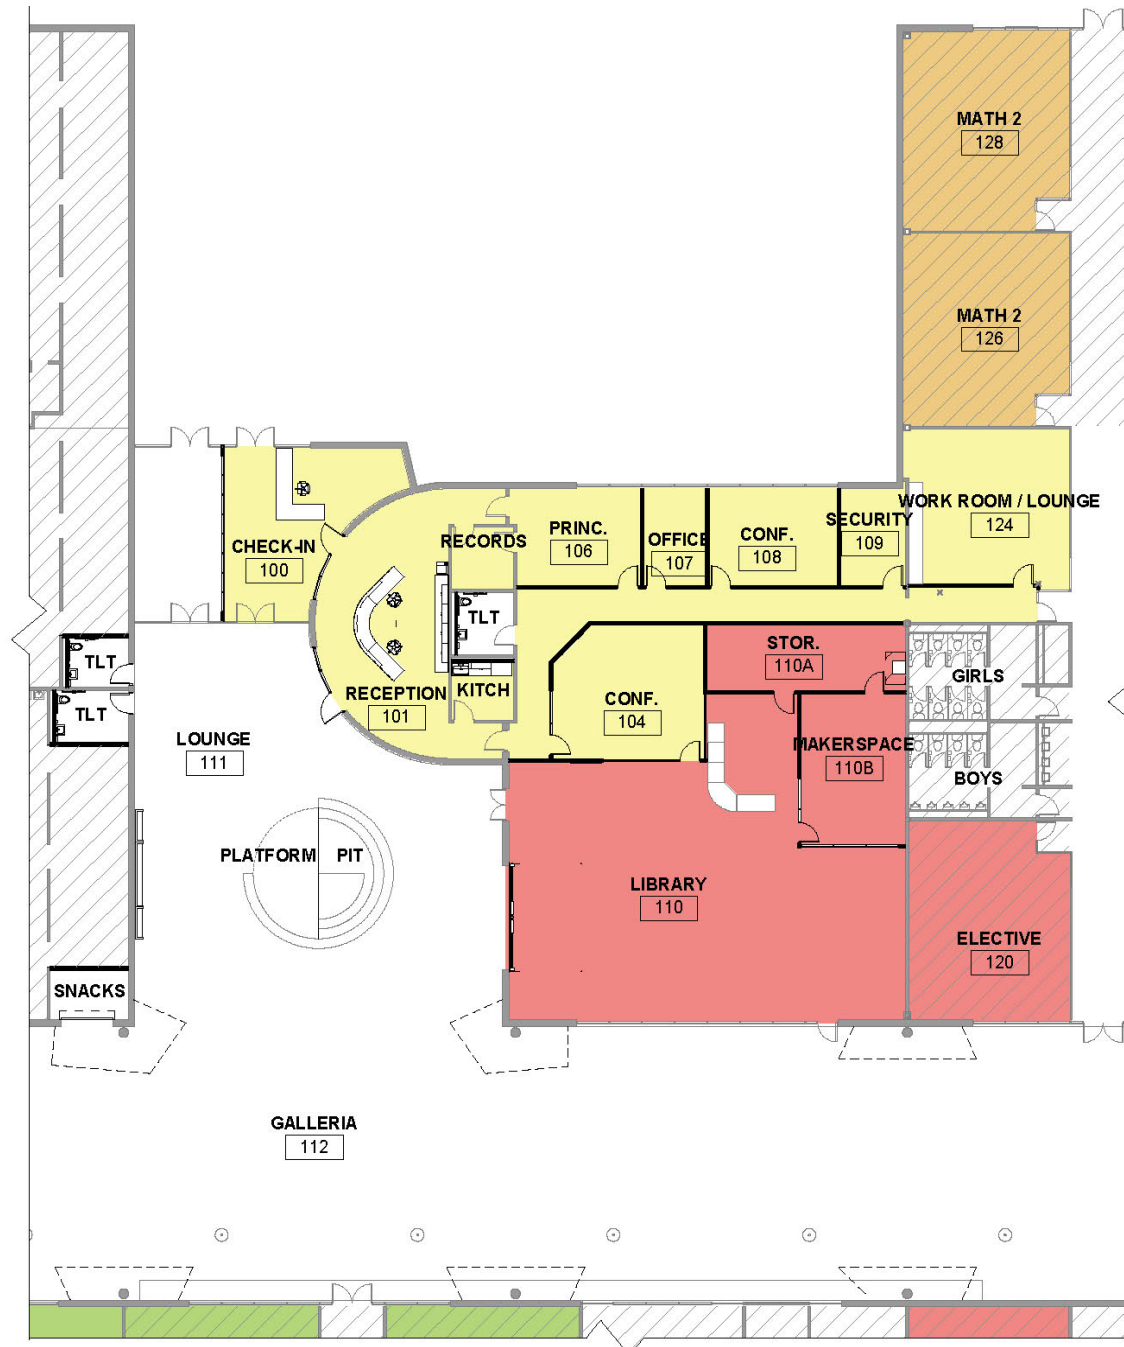 MATH 2
128
MATH 2
126
WORK ROOM / LOUNGE
124
SECURITY
109
CONF.
108
OFFICE
107
PRINC.
106
RECORDS
CHECK-IN
100
TLT
STOR.
110A
GIRLS
TLT
KITCH
RECEPTION
101
CONF.
104
TLT
LOUNGE
111
MAKERSPACE
110B
BOYS
PLATFORM
PIT
LIBRARY
110
ELECTIVE
120
SNACKS
GALLERIA
112